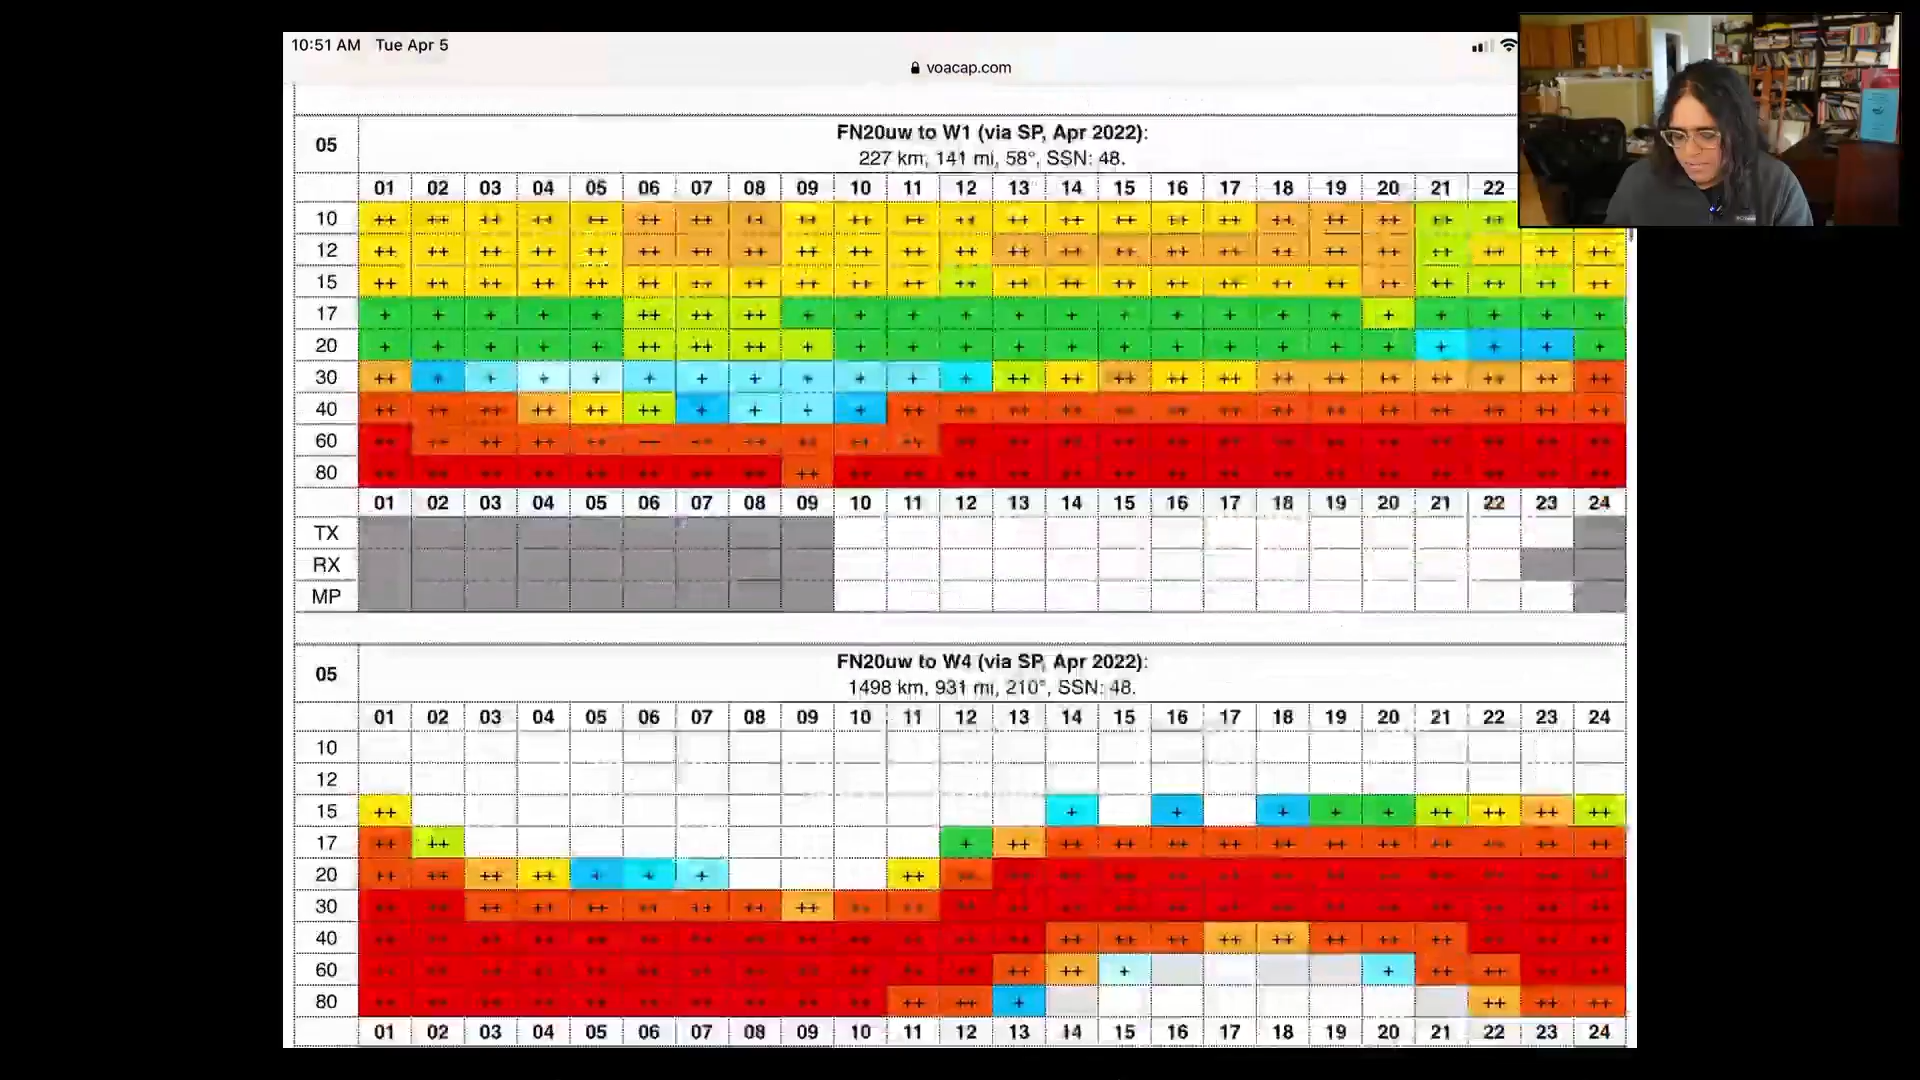 10:51 AM Tue Apr 5
voacap.com
05 FN20uw to W1 (via SP, Apr 2022):
227 km, 141 mi, 58°, SSN: 48.
01 02 03 04 05 06 07 08 09 10 11 12 13 14 15 16 17 18 19 20 21 22
10 ++ ++ ++ ++ ++ ++ ++ ++ ++ ++ ++ ++ ++ ++ ++ ++ ++ ++ ++ ++ ++ ++
12 ++ ++ ++ ++ ++ ++ ++ ++ ++ ++ ++ ++ ++ ++ ++ ++ ++ ++ ++ ++ ++ ++ ++ ++
15 ++ ++ ++ ++ ++ ++ ++ ++ ++ ++ ++ ++ ++ ++ ++ ++ ++ ++ ++ ++ ++ ++ ++ ++
17 + + + + + ++ ++ ++ + + + + + + + + + + + + + + + +
20 + + + + + ++ ++ ++ + + + + + + + + + + + + + + + +
30 ++ + + + + + + + + + + + ++ ++ ++ ++ ++ ++ ++ ++ ++ ++ ++ ++
40 ++ ++ ++ ++ ++ ++ + + + + ++ ++ ++ ++ ++ ++ ++ ++ ++ ++ ++ ++ ++ ++
60 ++ ++ ++ ++ ++ ++ ++ ++ ++ ++ ++ ++ ++ ++ ++ ++ ++ ++ ++ ++ ++ ++ ++
80 ++ ++ ++ ++ ++ ++ ++ ++ ++ ++ ++ ++ ++ ++ ++ ++ ++ ++ ++ ++ ++ ++ ++ ++
01 02 03 04 05 06 07 08 09 10 11 12 13 14 15 16 17 18 19 20 21 22 23 24
TX
RX
MP
05 FN20uw to W4 (via SP, Apr 2022):
1498 km, 931 mi, 210°, SSN: 48.
01 02 03 04 05 06 07 08 09 10 11 12 13 14 15 16 17 18 19 20 21 22 23 24
10
12
15 ++ + + + + + ++ ++ ++ ++
17 ++ ++ + ++ ++ ++ ++ ++ ++ ++ ++ ++ ++ ++ ++
20 ++ ++ ++ ++ + + + ++ ++ ++ ++ ++ ++ ++ ++ ++ ++ ++ ++ ++ ++
30 ++ ++ ++ ++ ++ ++ ++ ++ ++ ++ ++ ++ ++ ++ ++ ++ ++ ++ ++ ++ ++ ++ ++ ++
40 ++ ++ ++ ++ ++ ++ ++ ++ ++ ++ ++ ++ ++ ++ ++ ++ ++ ++ ++ ++ ++ ++ ++ ++
60 ++ ++ ++ ++ ++ ++ ++ ++ ++ ++ ++ ++ ++ ++ + + ++ ++ ++ ++
80 ++ ++ ++ ++ ++ ++ ++ ++ ++ ++ ++ ++ + ++ ++ ++
01 02 03 04 05 06 07 08 09 10 11 12 13 14 15 16 17 18 19 20 21 22 23 24